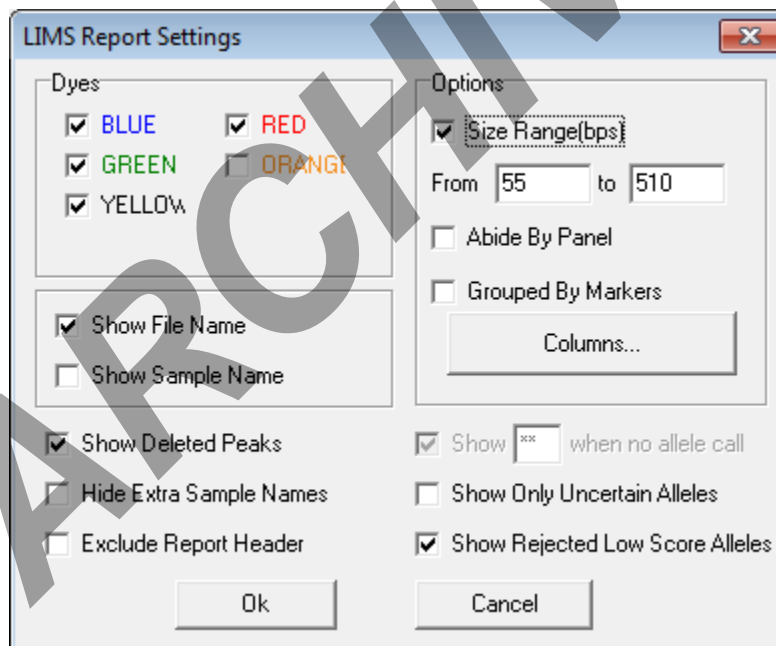 LIMS Report Settings
Dyes
BLUE RED
GREEN ORANGE
YELLOW
Show File Name
Show Sample Name
Options
Size Range(bps)
From 55 to 510
Abide By Panel
Grouped By Markers
Columns...
Show Deleted Peaks
Hide Extra Sample Names
Exclude Report Header
Show ** when no allele call
Show Only Uncertain Alleles
Show Rejected Low Score Alleles
Ok Cancel
ARCHIV